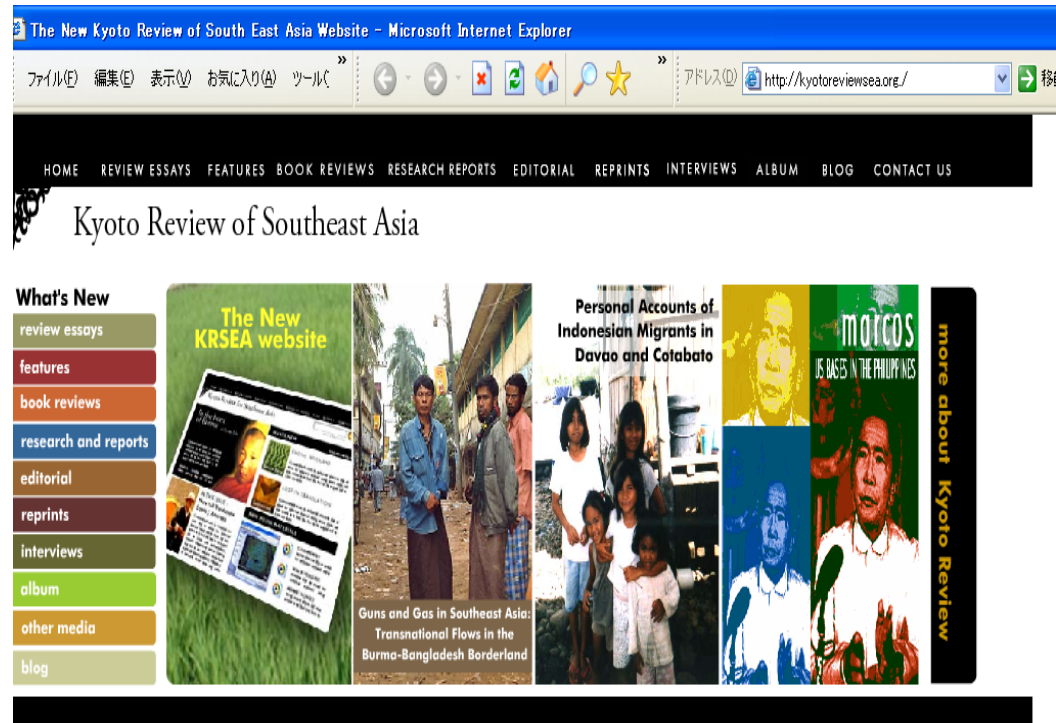 The New Kyoto Review of South East Asia Website - Microsoft Internet Explorer
ファイル(F) 編集(E) 表示(V) お気に入り(A) ツール( » » アドレス(D) http://kyotoreviewsea.org./
HOME REVIEW ESSAYS FEATURES BOOK REVIEWS RESEARCH REPORTS EDITORIAL REPRINTS INTERVIEWS ALBUM BLOG CONTACT US
Kyoto Review of Southeast Asia
What's New
review essays
features
book reviews
research and reports
editorial
reprints
interviews
album
other media
blog
The New
KRSEA website
Guns and Gas in Southeast Asia:
Transnational Flows in the
Burma-Bangladesh Borderland
Personal Accounts of
Indonesian Migrants in
Davao and Cotabato
marcos
US BASES IN THE PHILIPPINES
more about Kyoto Review